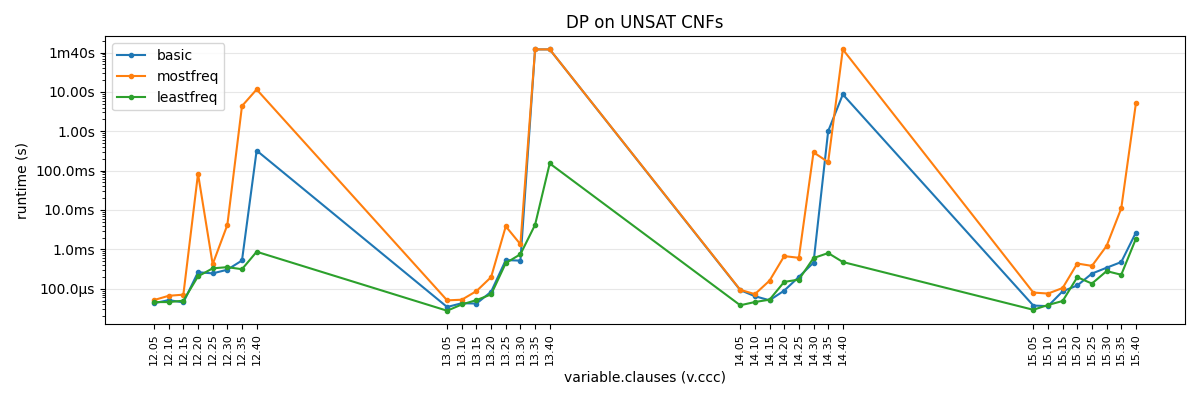 DP on UNSAT CNFs
basic
mostfreq
leastfreq
runtime (s)
1m40s
10.00s
1.00s
100.0ms
10.0ms
1.0ms
100.0µs
12.05
12.10
12.15
12.20
12.25
12.30
12.35
12.40
13.05
13.10
13.15
13.20
13.25
13.30
13.35
13.40
14.05
14.10
14.15
14.20
14.25
14.30
14.35
14.40
15.05
15.10
15.15
15.20
15.25
15.30
15.35
15.40
variable.clauses (v.ccc)